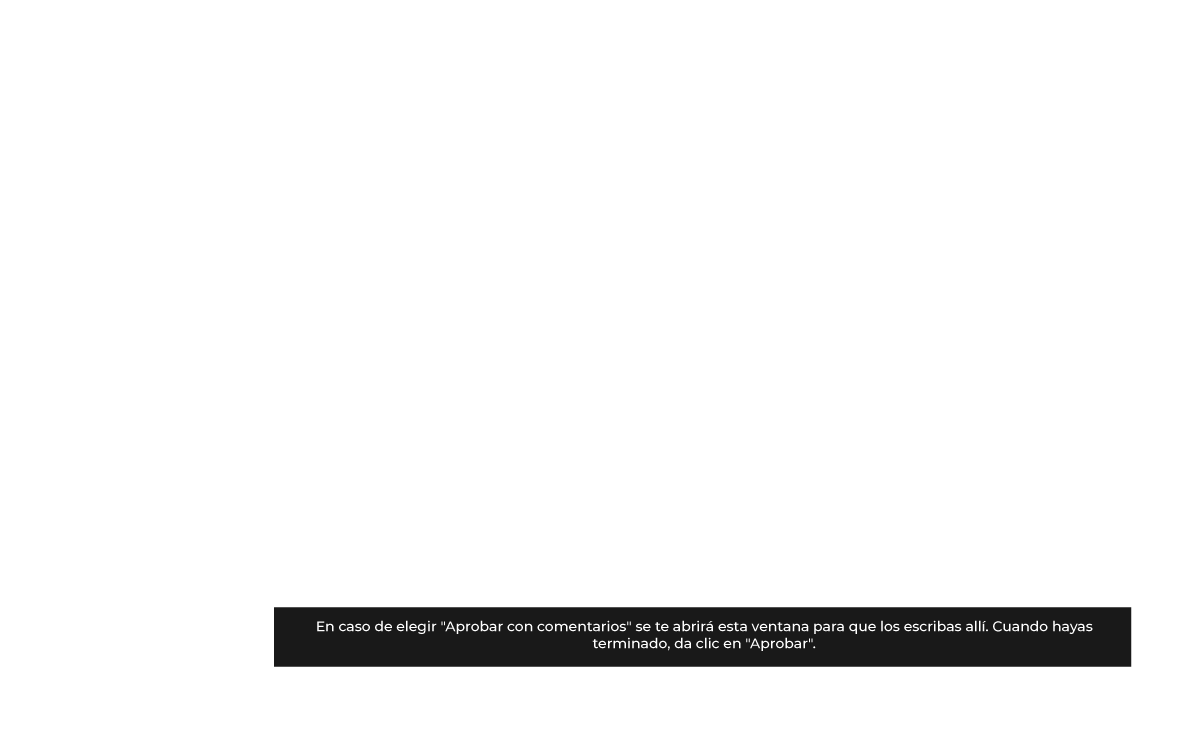 En caso de elegir "Aprobar con comentarios" se te abrirá esta ventana para que los escribas allí. Cuando hayas
terminado, da clic en "Aprobar".